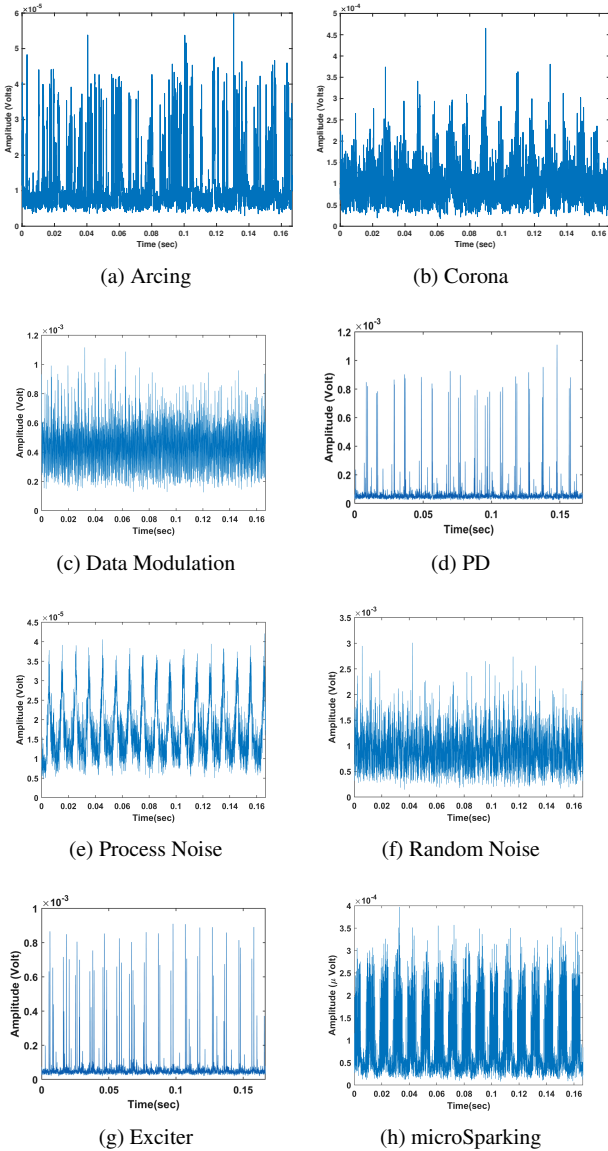 ×10⁻⁵
6
5
4
3
2
1
0
Amplitude (Volts)
0 0.02 0.04 0.06 0.08 0.1 0.12 0.14 0.16
Time (sec)
(a) Arcing
×10⁻⁴
5
4.5
4
3.5
3
2.5
2
1.5
1
0.5
0
Amplitude (Volts)
0 0.02 0.04 0.06 0.08 0.1 0.12 0.14 0.16
Time (sec)
(b) Corona
×10⁻³
1.2
1
0.8
0.6
0.4
0.2
0
Amplitude (Volt)
0 0.02 0.04 0.06 0.08 0.1 0.12 0.14 0.16
Time(sec)
(c) Data Modulation
×10⁻³
1.2
1
0.8
0.6
0.4
0.2
0
Amplitude (Volt)
0 0.05 0.1 0.15
Time(sec)
(d) PD
×10⁻⁵
4.5
4
3.5
3
2.5
2
1.5
1
0.5
0
Amplitude (Volt)
0 0.02 0.04 0.06 0.08 0.1 0.12 0.14 0.16
Time(sec)
(e) Process Noise
×10⁻³
3.5
3
2.5
2
1.5
1
0.5
0
Amplitude (Volt)
0 0.02 0.04 0.06 0.08 0.1 0.12 0.14 0.16
Time(sec)
(f) Random Noise
×10⁻³
1
0.8
0.6
0.4
0.2
0
Amplitude (Volt)
0 0.05 0.1 0.15
Time(sec)
(g) Exciter
×10⁻⁴
4
3.5
3
2.5
2
1.5
1
0.5
0
Amplitude (μ Volt)
0 0.02 0.04 0.06 0.08 0.1 0.12 0.14 0.16
Time(sec)
(h) microSparking